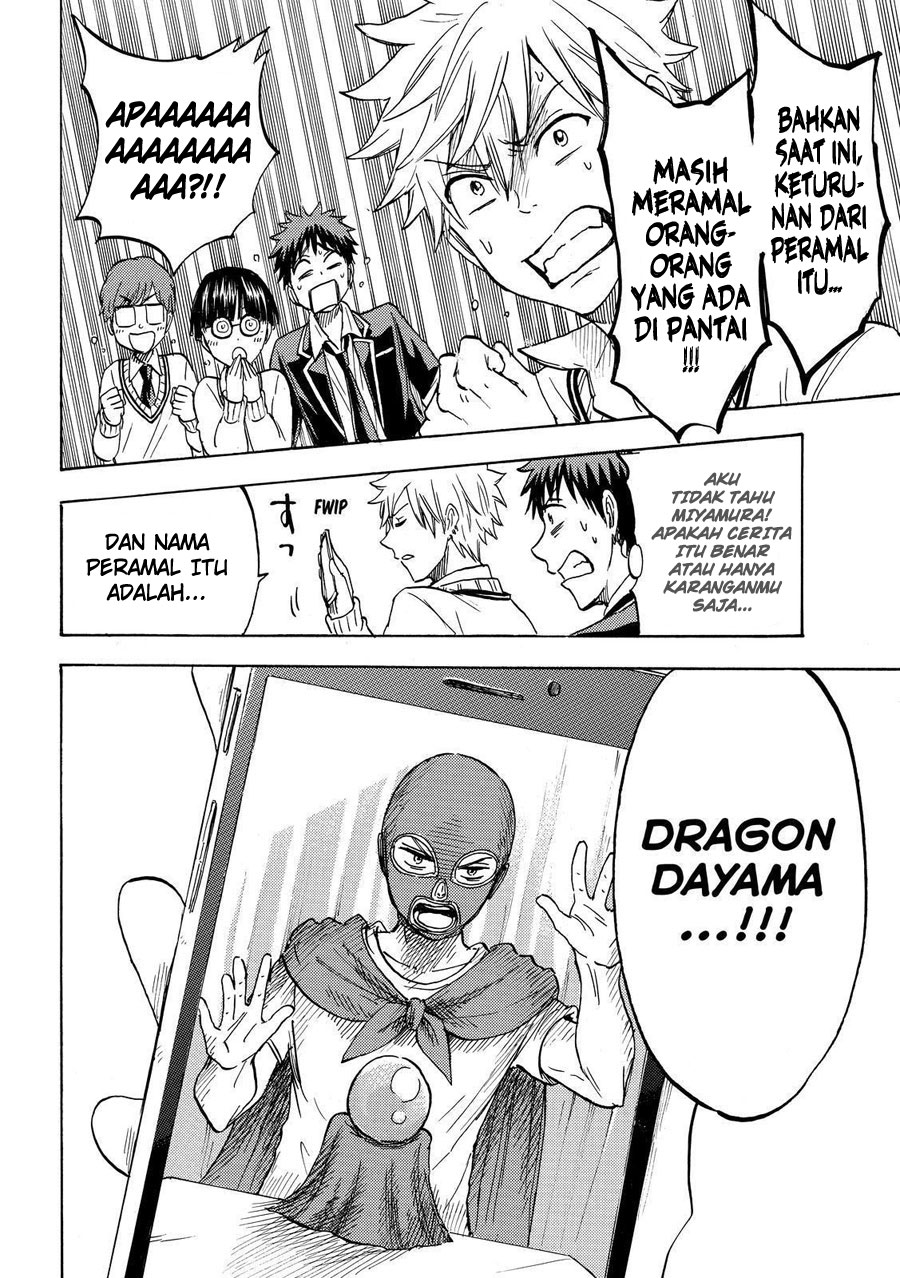 BAHKAN
SAAT INI,
KETURU-
NAN DARI
PERAMAL
ITU...
MASIH
MERAMAL
ORANG-
ORANG
YANG ADA
DI PANTAI
!!!
APAAAAAA
AAAAAAAAA
AAA?!!
AKU
TIDAK TAHU
MIYAMURA!
APAKAH CERITA
ITU BENAR
ATAU HANYA
KARANGANMU
SAJA...
FWIP
すっ
DAN NAMA
PERAMAL ITU
ADALAH...
DRAGON
DAYAMA
...!!!